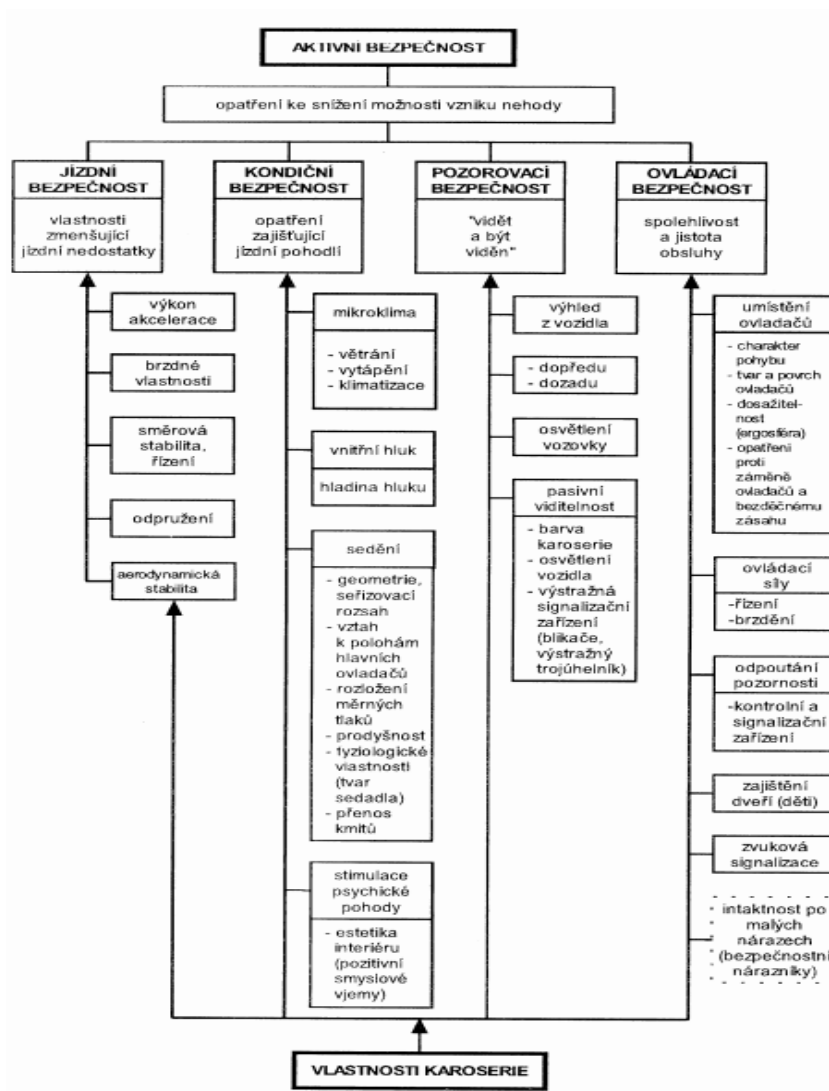 AKTIVNÍ BEZPEČNOST
opatření ke snížení možnosti vzniku nehody
JÍZDNÍ
BEZPEČNOST
vlastnosti
zmenšující
jízdní nedostatky
výkon
akcelerace
brzdné
vlastnosti
směrová
stabilita,
řízení
odpružení
aerodynamická
stabilita
KONDIČNÍ
BEZPEČNOST
opatření
zajišťující
jízdní pohodlí
mikroklima
- větrání
- vytápění
- klimatizace
vnitřní hluk
hladina hluku
sedění
- geometrie,
seřizovací
rozsah
- vztah
k polohám
hlavních
ovladačů
- rozložení
měrných
tlaků
- prodyšnost
- fyziologické
vlastnosti
(tvar
sedadla)
- přenos
kmitů
stimulace
psychické
pohody
- estetika
interiéru
(pozitivní
smyslové
vjemy)
POZOROVACÍ
BEZPEČNOST
"vidět
a být
viděn"
výhled
z vozidla
- dopředu
- dozadu
osvětlení
vozovky
pasivní
viditelnost
- barva
karoserie
- osvětlení
vozidla
- výstražná
signalizační
zařízení
(blikače,
výstražný
trojúhelník)
OVLÁDACÍ
BEZPEČNOST
spolehlivost
a jistota
obsluhy
umístění
ovladačů
- charakter
pohybu
- tvar a povrch
ovladačů
- dosažitel-
nost
(ergosféra)
- opatření
proti
záměně
ovladačů a
bezděčnému
zásahu
ovládací
síly
-řízení
-brzdění
odpoutání
pozornosti
-kontrolní a
signalizační
zařízení
zajištění
dveří (děti)
zvuková
signalizace
intaktnost po
malých
nárazech
(bezpečnostní
nárazníky)
VLASTNOSTI KAROSERIE